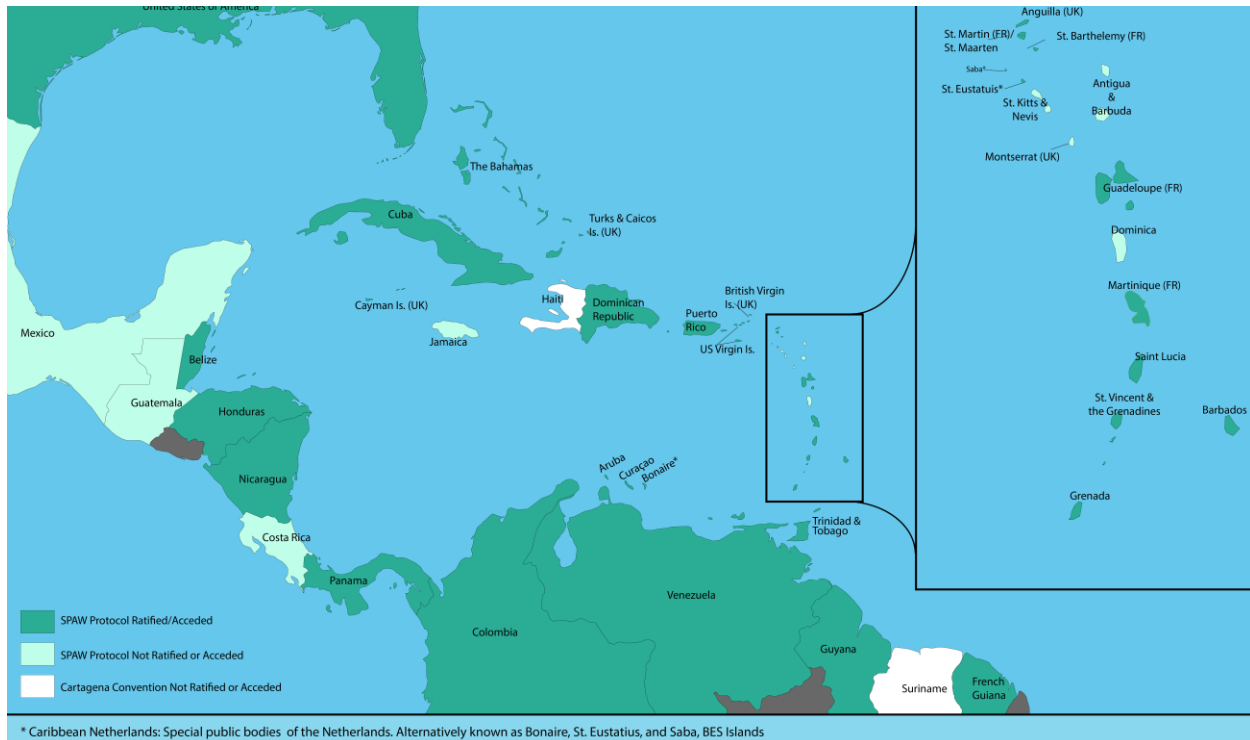 United States of America
Anguilla (UK)
St. Martin (FR)/
St. Maarten
St. Barthelemy (FR)
Saba*
St. Eustatuis*
St. Kitts &
Nevis
Antigua
&
Barbuda
Montserrat (UK)
Guadeloupe (FR)
Dominica
Martinique (FR)
Saint Lucia
St. Vincent &
the Grenadines
Barbados
Grenada
The Bahamas
Cuba
Turks & Caicos
Is. (UK)
Cayman Is. (UK)
Haiti
Dominican
Republic
British Virgin
Is. (UK)
Puerto
Rico
US Virgin Is.
Jamaica
Mexico
Belize
Guatemala
Honduras
Nicaragua
Aruba
Curaçao
Bonaire*
Costa Rica
Trinidad &
Tobago
Panama
Venezuela
Colombia
Guyana
Suriname
French
Guiana
SPAW Protocol Ratified/Acceded
SPAW Protocol Not Ratified or Acceded
Cartagena Convention Not Ratified or Acceded
* Caribbean Netherlands: Special public bodies of the Netherlands. Alternatively known as Bonaire, St. Eustatius, and Saba, BES Islands